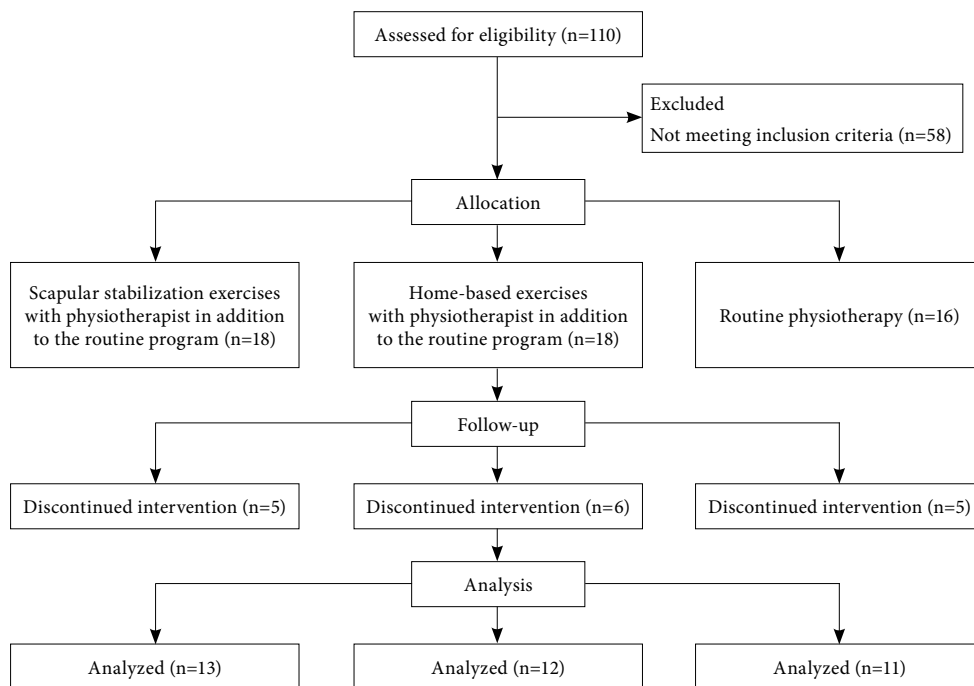 Assessed for eligibility (n=110)
Excluded
Not meeting inclusion criteria (n=58)
Allocation
Scapular stabilization exercises
with physiotherapist in addition
to the routine program (n=18)
Home-based exercises
with physiotherapist in addition
to the routine program (n=18)
Routine physiotherapy (n=16)
Follow-up
Discontinued intervention (n=5)
Discontinued intervention (n=6)
Discontinued intervention (n=5)
Analysis
Analyzed (n=13)
Analyzed (n=12)
Analyzed (n=11)